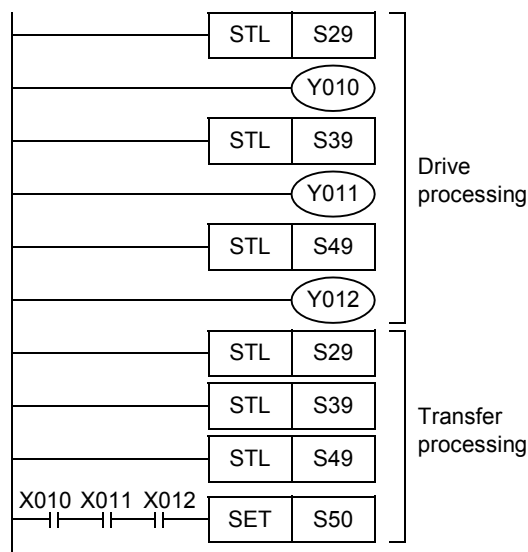 STL S29
Y010
STL S39
Y011
STL S49
Y012
Drive
processing
STL S29
STL S39
STL S49
X010 X011 X012
SET S50
Transfer
processing